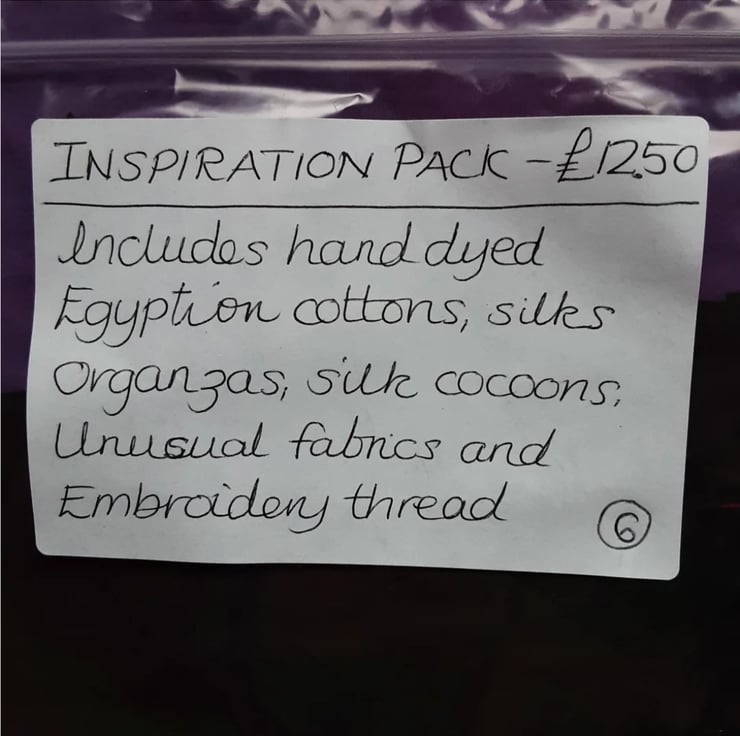 INSPIRATION PACK - £12.50
Includes hand dyed
Egyption cottons, silks
Organzas, silk cocoons,
Unusual fabrics and
Embroidery thread
6